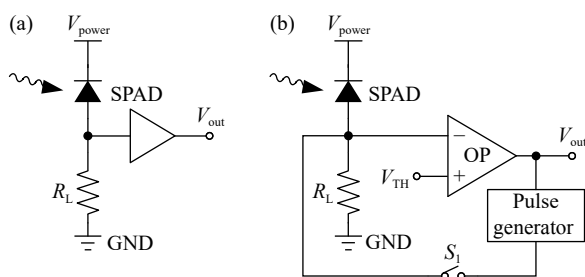 (a)
V_power
SPAD
V_out
R_L
GND
(b)
V_power
SPAD
−
OP
+
V_TH
V_out
R_L
Pulse
generator
GND
S_1